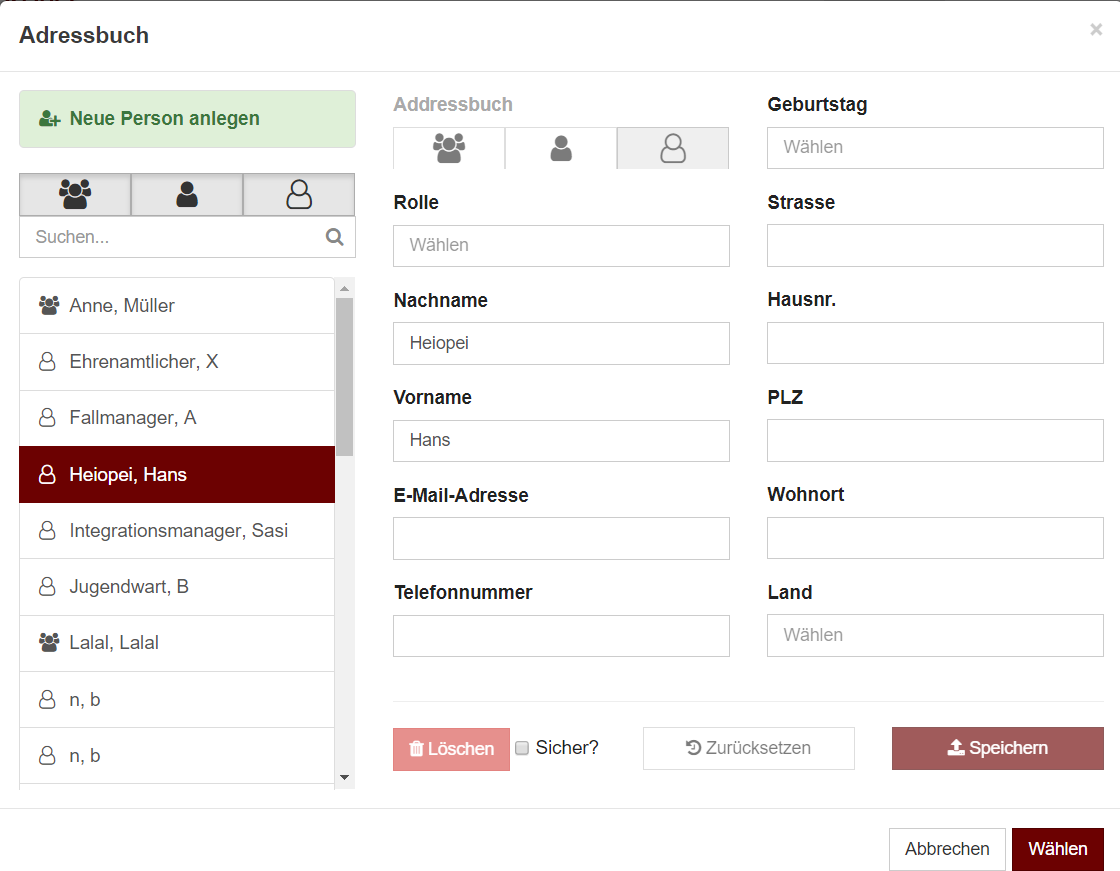 Adressbuch
×
Neue Person anlegen
Suchen...
Anne, Müller
Ehrenamtlicher, X
Fallmanager, A
Heiopei, Hans
Integrationsmanager, Sasi
Jugendwart, B
Lalal, Lalal
n, b
n, b
Addressbuch
Rolle
Wählen
Nachname
Heiopei
Vorname
Hans
E-Mail-Adresse
Telefonnummer
Geburtstag
Wählen
Strasse
Hausnr.
PLZ
Wohnort
Land
Wählen
Löschen Sicher? Zurücksetzen Speichern
Abbrechen Wählen